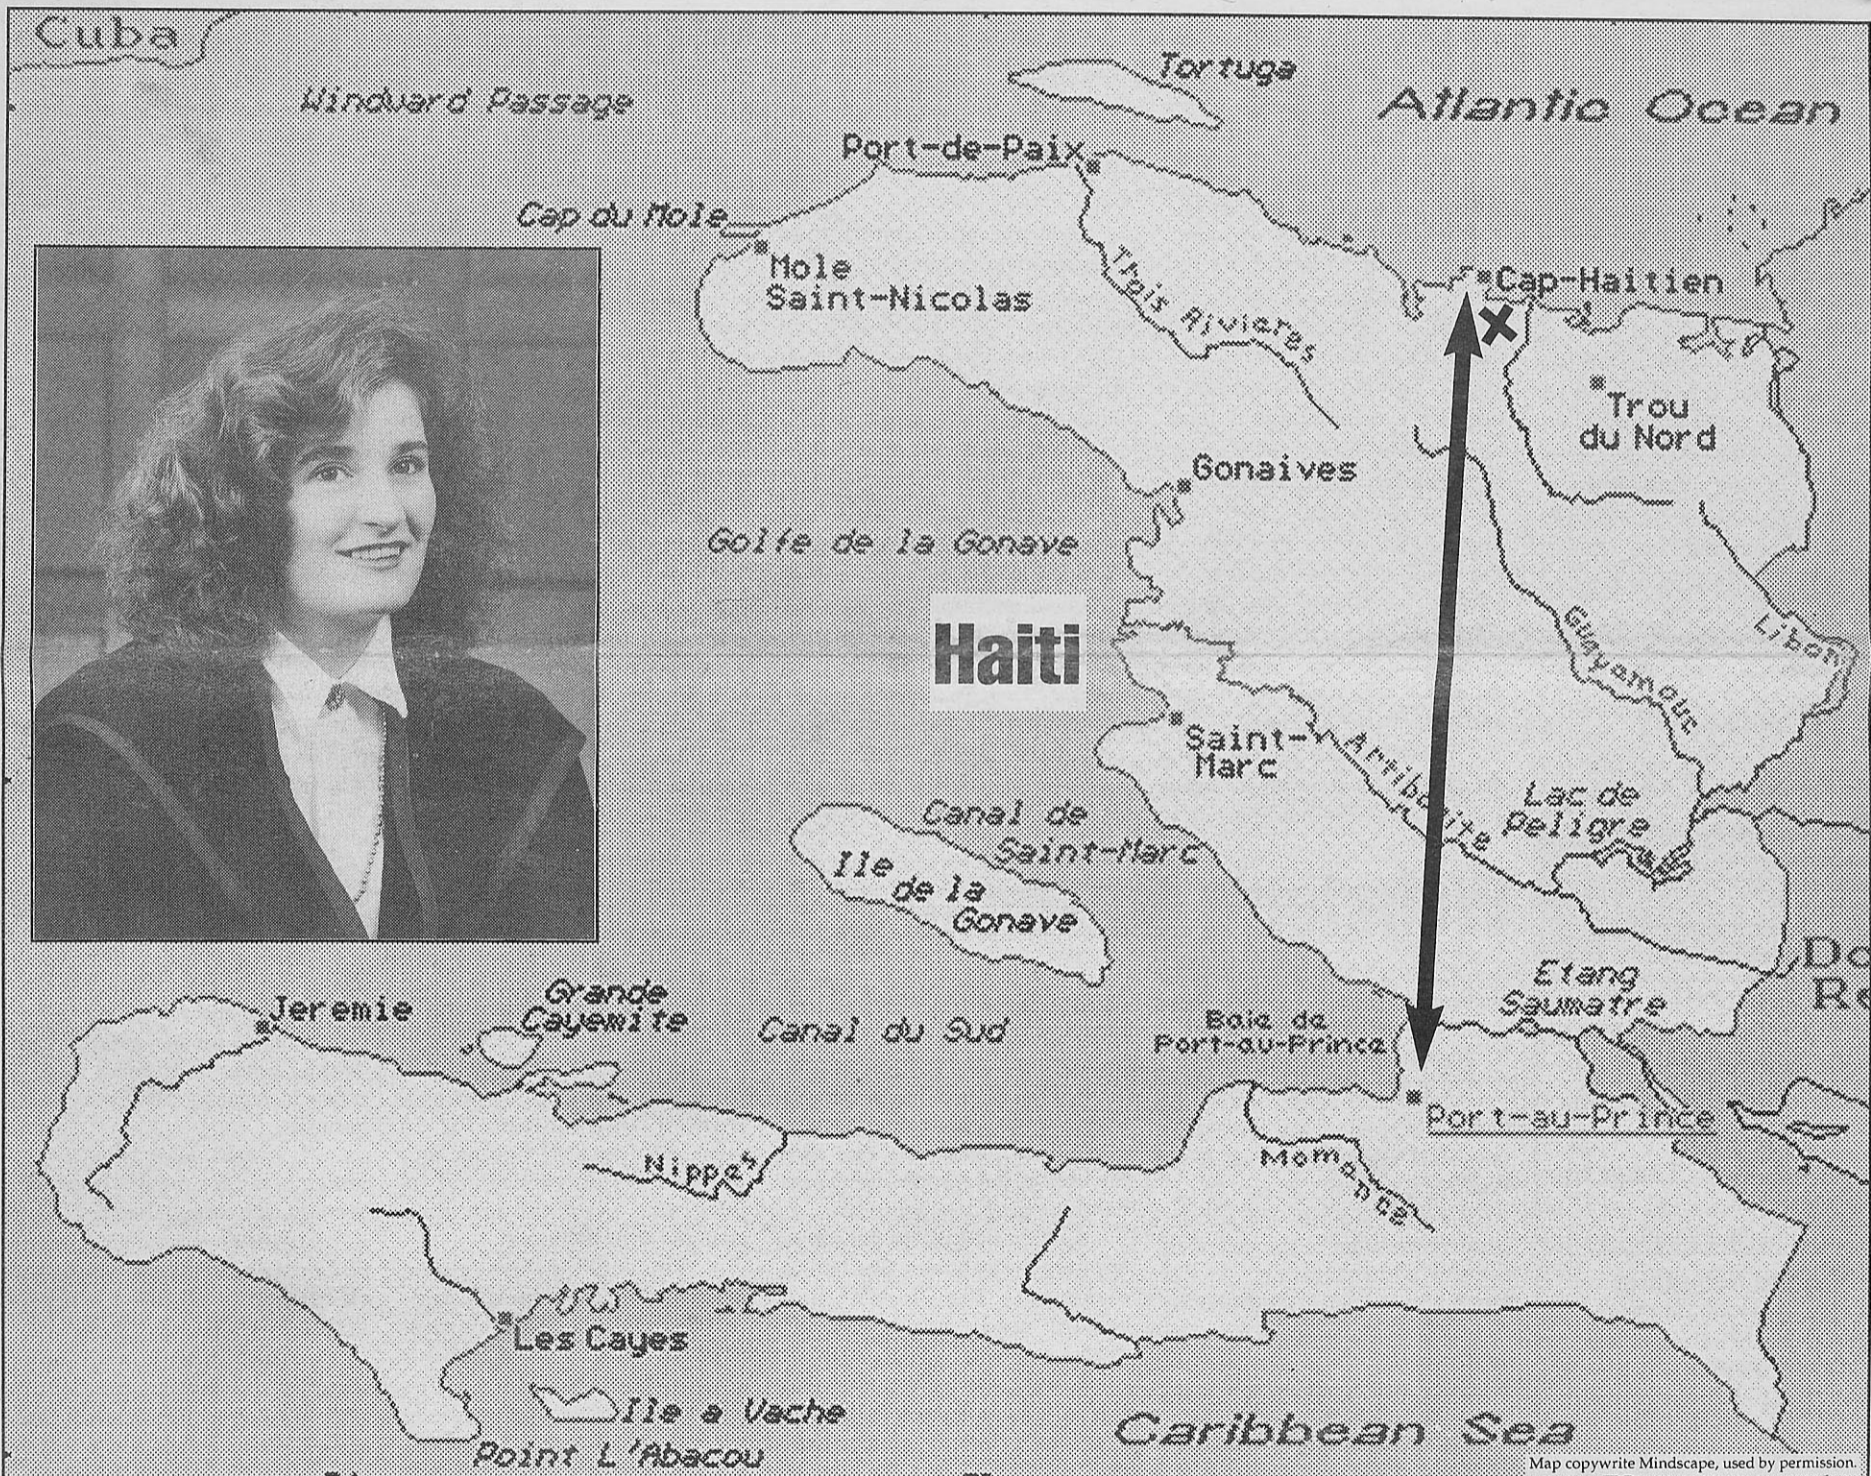 Cuba
Windward Passage
Tortuga
Atlantic Ocean
Port-de-Paix
Cap du Mole
Mole
Saint-Nicolas
Trois Rivieres
Cap-Haitien
Trou
du Nord
Gonaives
Golfe de la Gonave
Haiti
Guayamouc
Libon
Saint-
Marc
Artibonite
Lac de
Peligre
Canal de
Saint-Marc
Ile
de la
Gonave
Do
Re
Etang
Saumatre
Jeremie
Grande
Cayemite
Canal du Sud
Baie de
Port-au-Prince
Port-au-Prince
Nippes
Momance
Les Cayes
Ile a Vache
Point L'Abacou
Caribbean Sea
Map copywrite Mindscape, used by permission.